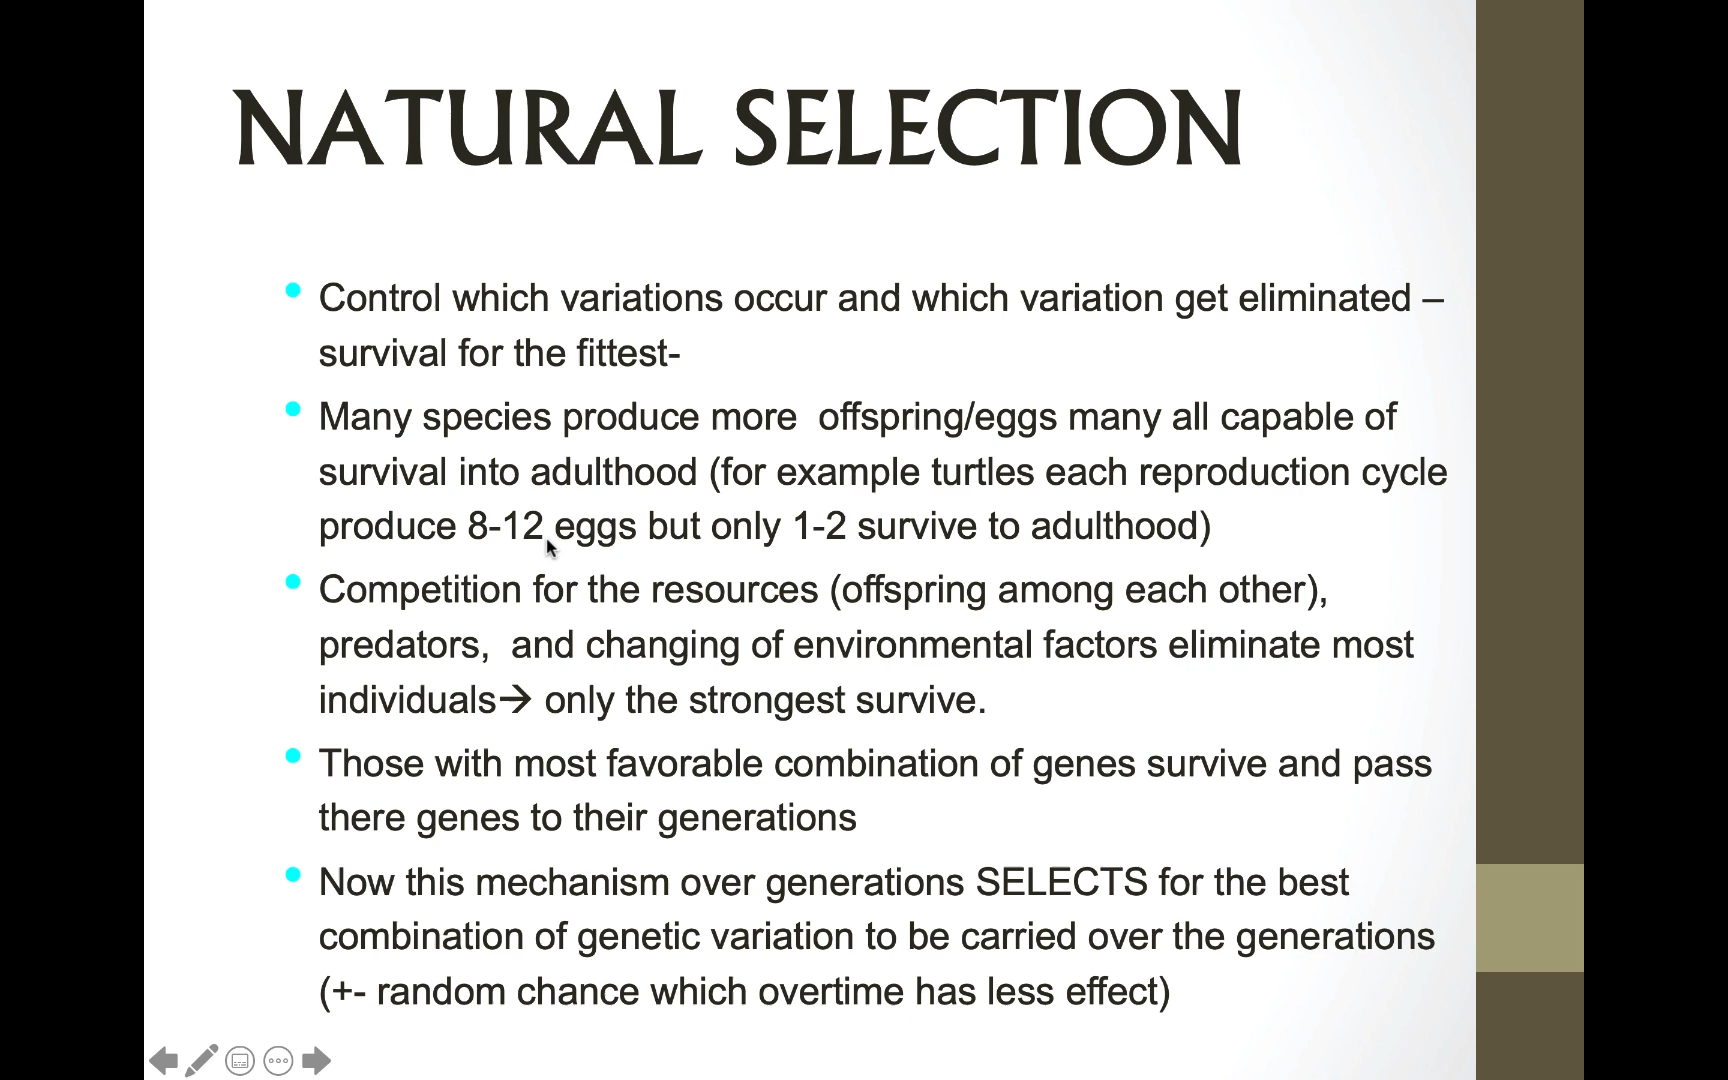 NATURAL SELECTION
• Control which variations occur and which variation get eliminated –
survival for the fittest-
• Many species produce more  offspring/eggs many all capable of
survival into adulthood (for example turtles each reproduction cycle
produce 8-12 eggs but only 1-2 survive to adulthood)
• Competition for the resources (offspring among each other),
predators,  and changing of environmental factors eliminate most
individuals→ only the strongest survive.
• Those with most favorable combination of genes survive and pass
there genes to their generations
• Now this mechanism over generations SELECTS for the best
combination of genetic variation to be carried over the generations
(+- random chance which overtime has less effect)